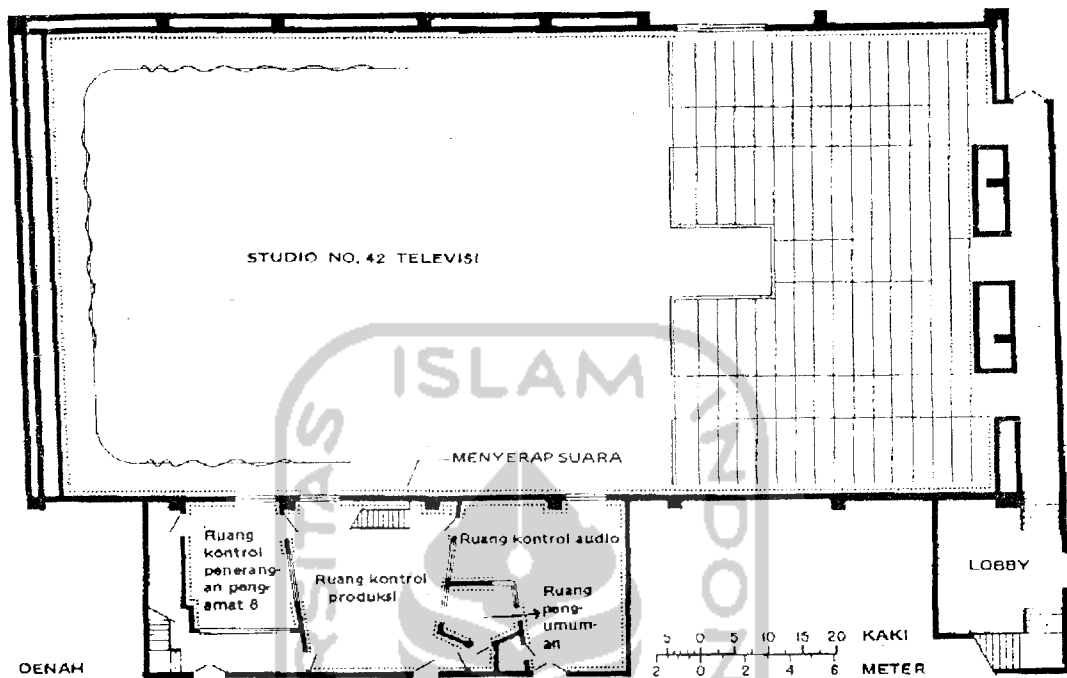 STUDIO NO. 42 TELEVISI
ISLAM
MENYERAP SUARA
Ruang
kontrol
penerang-
an peng-
amat 8
Ruang kontrol
produksi
Ruang kontrol audio
Ruang
peng-
umum-
an
LOBBY
5 0 5 10 15 20 KAKI
2 0 2 4 6 METER
DENAH